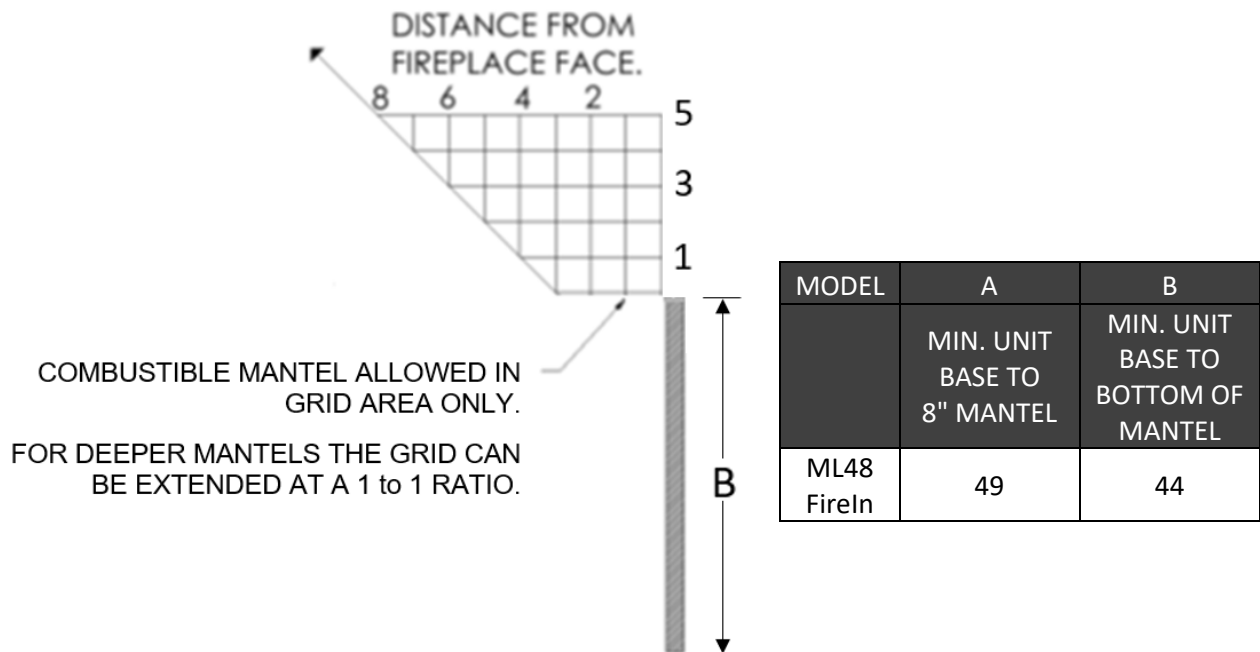 DISTANCE FROM
FIREPLACE FACE.
8 6 4 2
5
3
1
COMBUSTIBLE MANTEL ALLOWED IN
GRID AREA ONLY.
FOR DEEPER MANTELS THE GRID CAN
BE EXTENDED AT A 1 to 1 RATIO.
B
MODEL A B
MIN. UNIT
BASE TO
8" MANTEL
MIN. UNIT
BASE TO
BOTTOM OF
MANTEL
ML48
FireIn
49
44